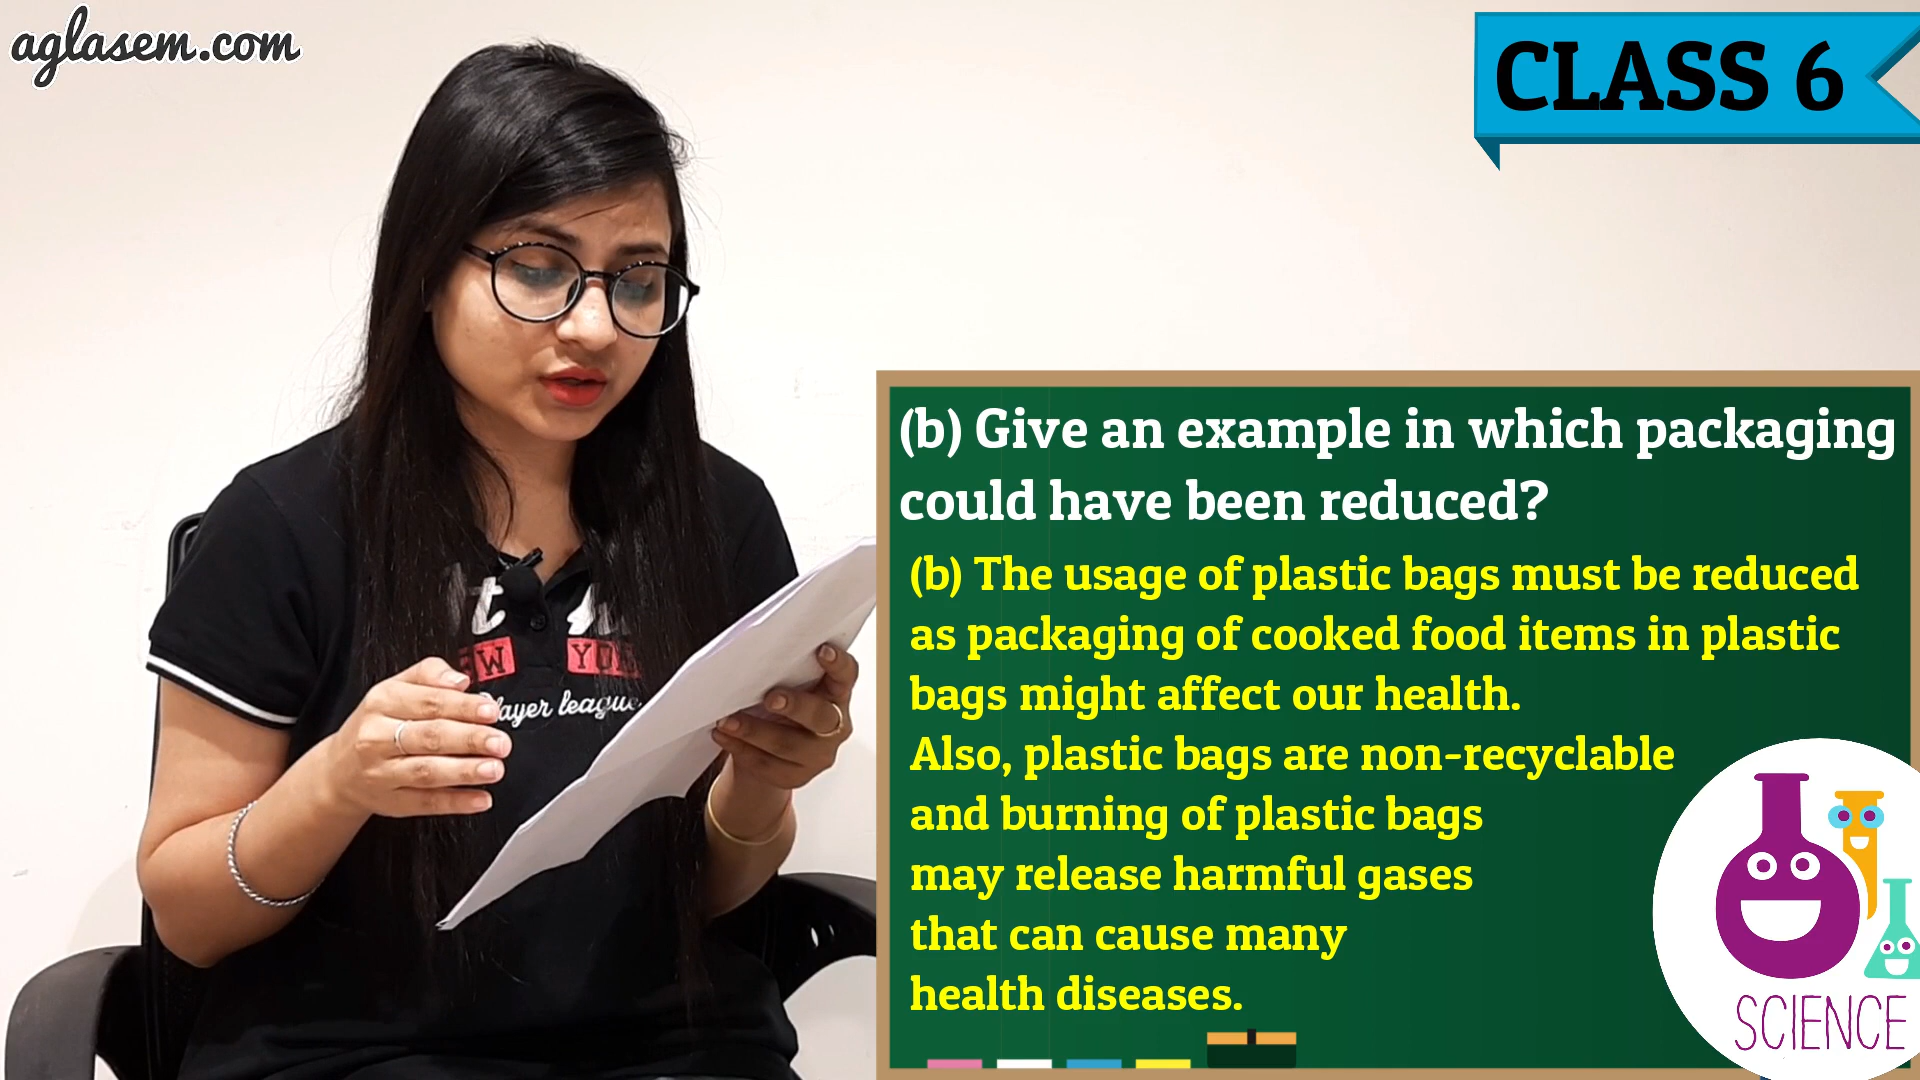 aglasem.com
CLASS 6
(b) Give an example in which packaging
could have been reduced?
(b) The usage of plastic bags must be reduced
as packaging of cooked food items in plastic
bags might affect our health.
Also, plastic bags are non-recyclable
and burning of plastic bags
may release harmful gases
that can cause many
health diseases.
SCIENCE
layer league